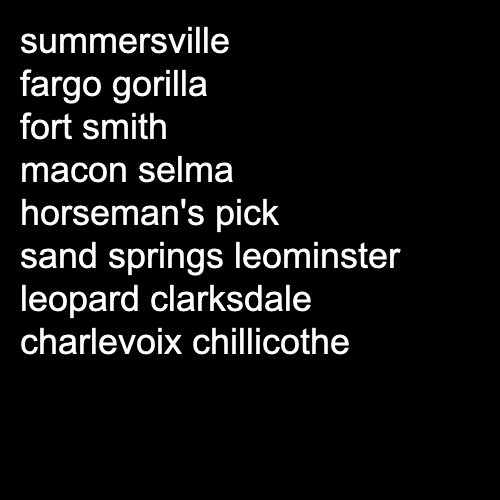 summersville
fargo gorilla
fort smith
macon selma
horseman's pick
sand springs leominster
leopard clarksdale
charlevoix chillicothe